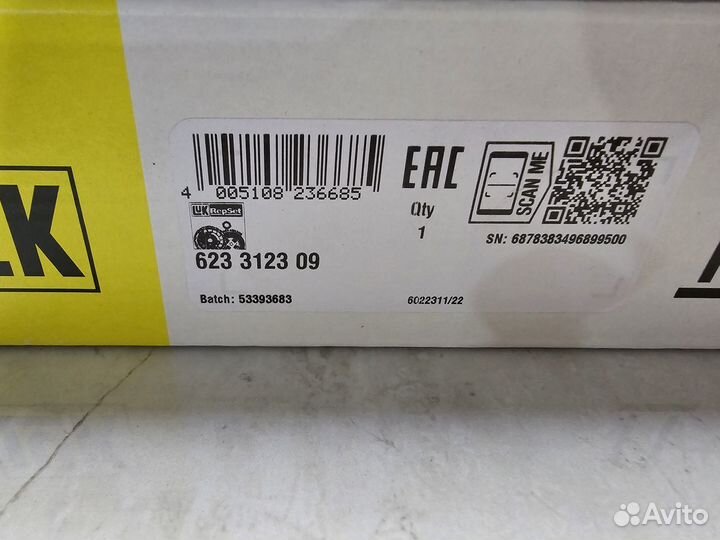 LK
4 005108 236685
LUK RepSet
623 3123 09
Batch: 53393683
EAC
Qty
1
SCAN ME
SN: 6878383496899500
6022311/22
Avito